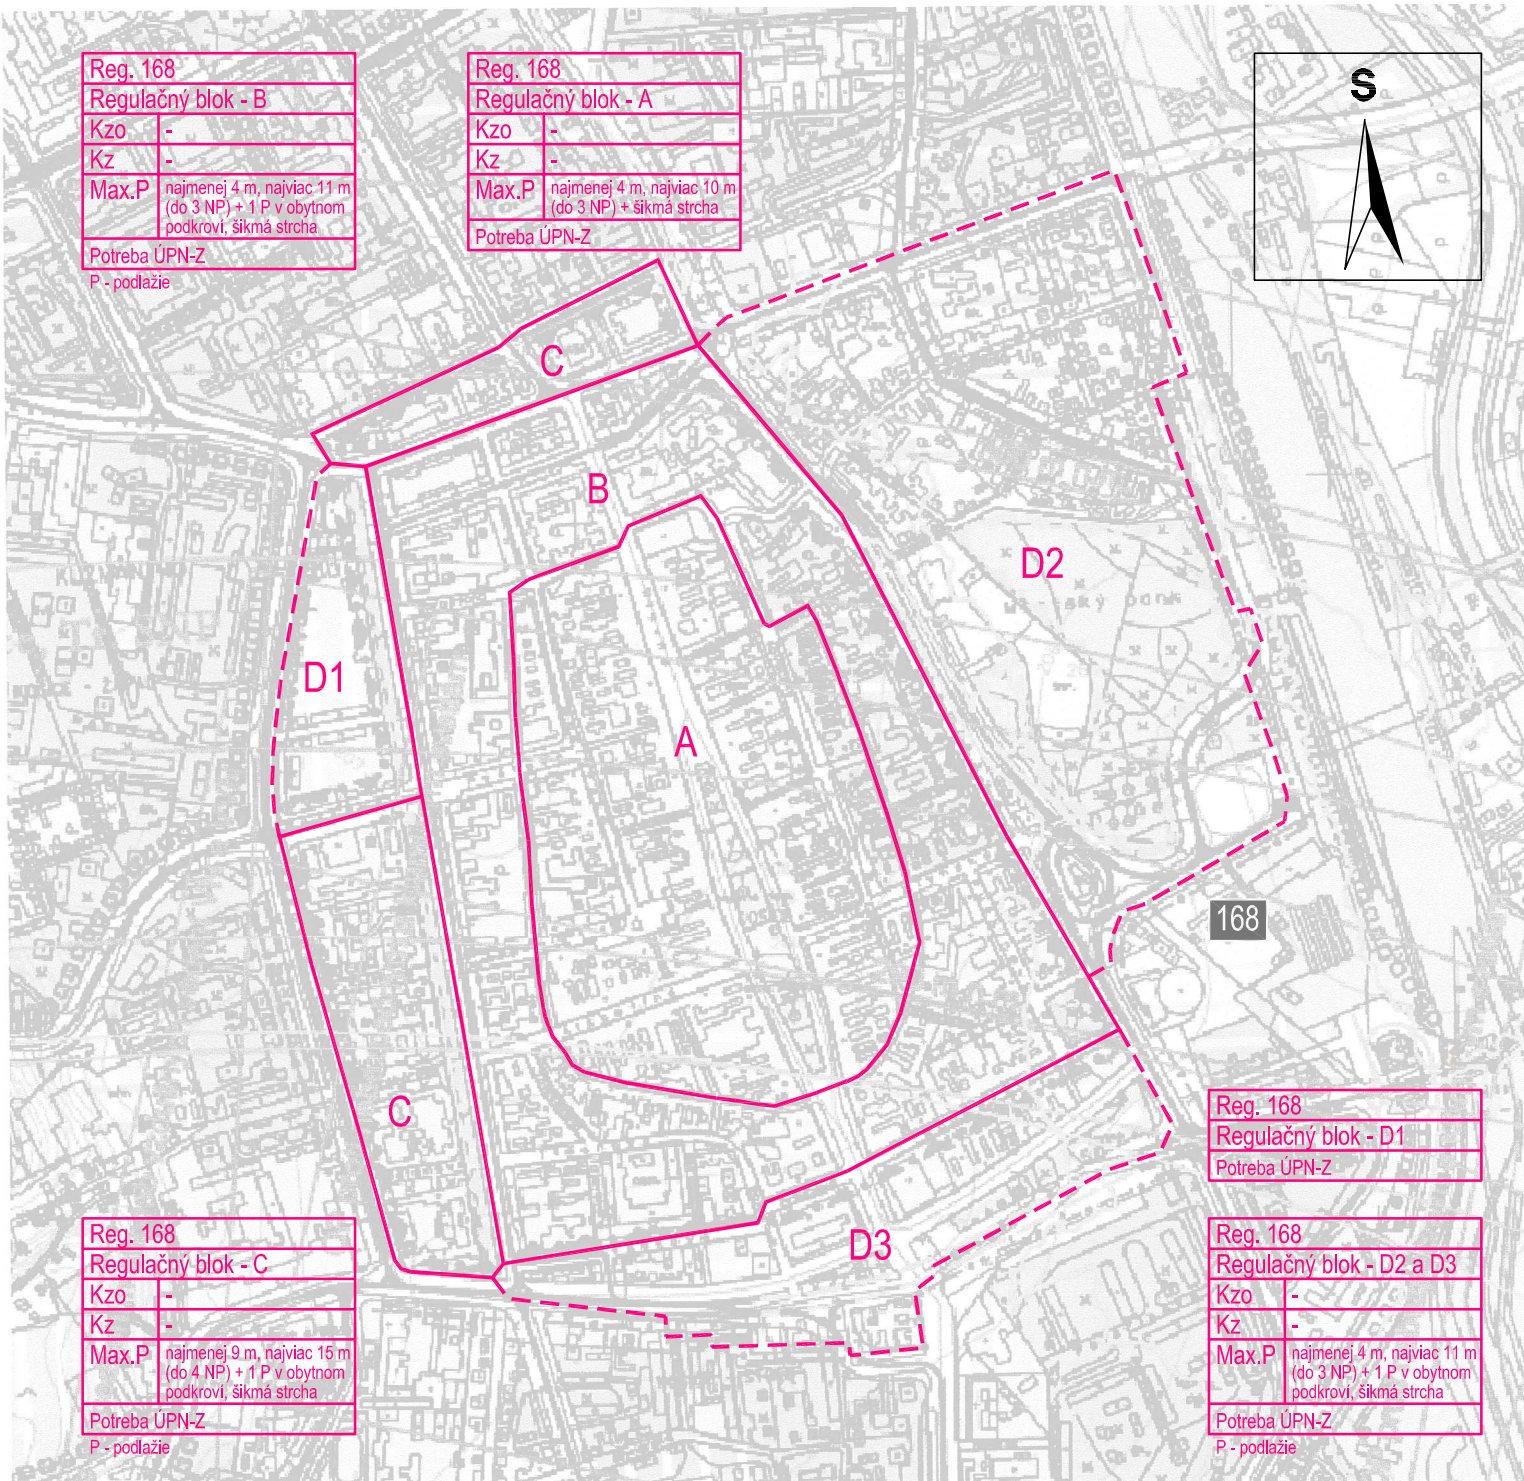 Reg. 168
Regulačný blok - B
Kzo -
Kz -
Max.P najmenej 4 m, najviac 11 m
(do 3 NP) + 1 P v obytnom
podkroví, šikmá strcha
Potreba ÚPN-Z
P - podlažie
Reg. 168
Regulačný blok - A
Kzo -
Kz -
Max.P najmenej 4 m, najviac 10 m
(do 3 NP) + šikmá strcha
Potreba ÚPN-Z
S
C
B
D2
D1
A
168
C
D3
Reg. 168
Regulačný blok - D1
Potreba ÚPN-Z
Reg. 168
Regulačný blok - C
Kzo -
Kz -
Max.P najmenej 9 m, najviac 15 m
(do 4 NP) + 1 P v obytnom
podkroví, šikmá strcha
Potreba ÚPN-Z
P - podlažie
Reg. 168
Regulačný blok - D2 a D3
Kzo -
Kz -
Max.P najmenej 4 m, najviac 11 m
(do 3 NP) + 1 P v obytnom
podkroví, šikmá strcha
Potreba ÚPN-Z
P - podlažie